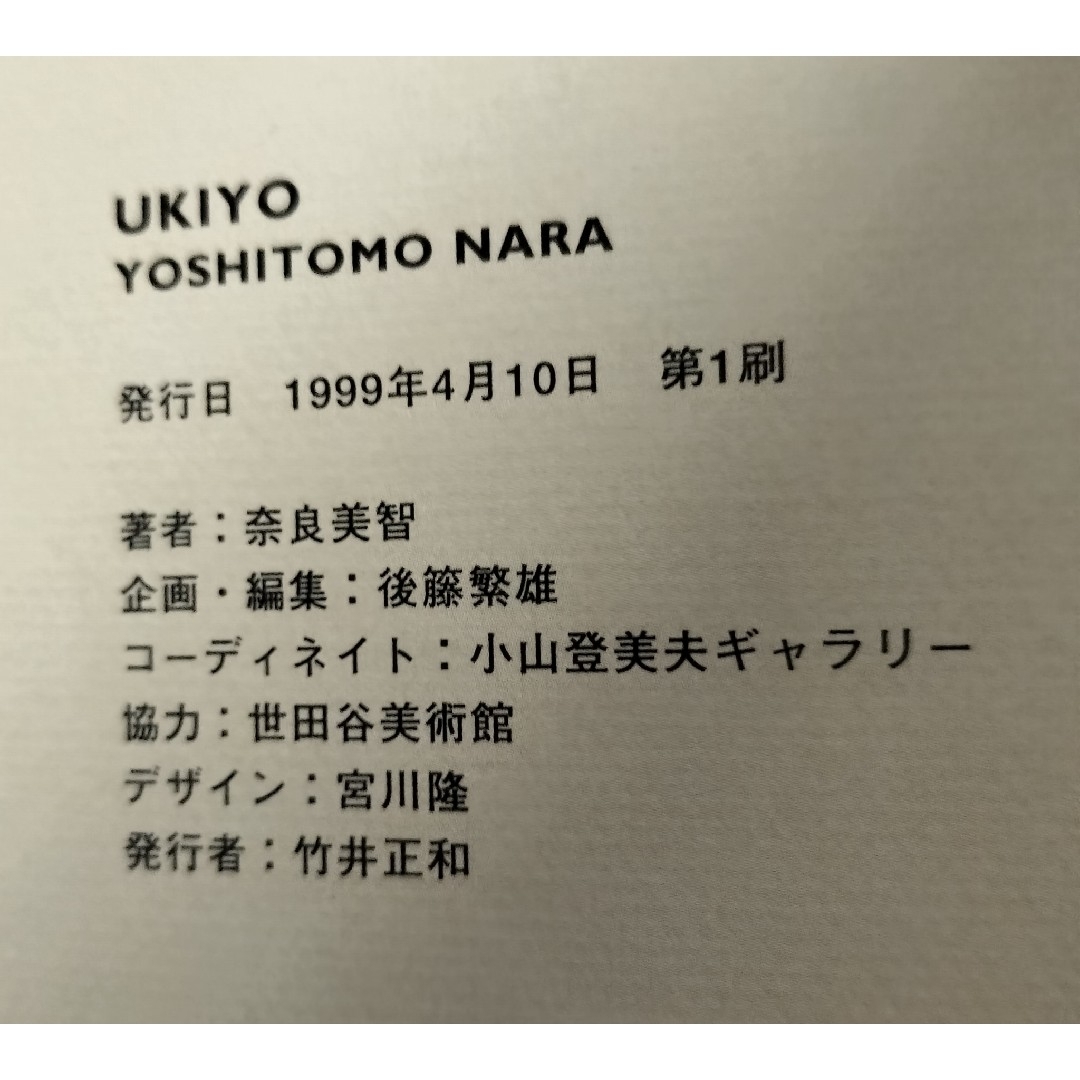 UKIYO
YOSHITOMO NARA
発行日　1999年4月10日　第1刷
著者：奈良美智
企画・編集：後藤繁雄
コーディネイト：小山登美夫ギャラリー
協力：世田谷美術館
デザイン：宮川隆
発行者：竹井正和